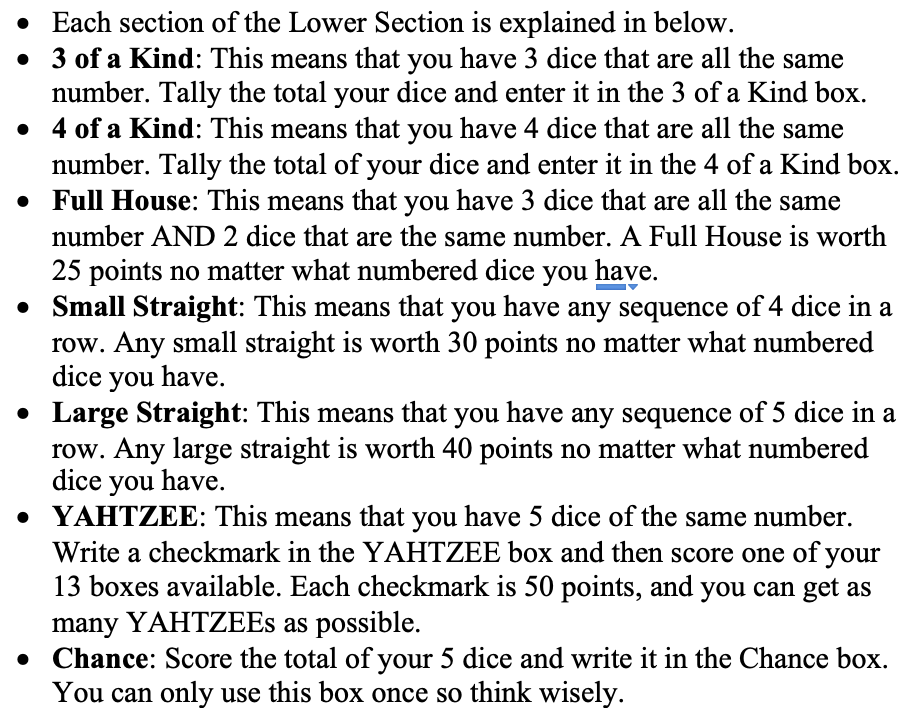 • Each section of the Lower Section is explained in below.
• 3 of a Kind: This means that you have 3 dice that are all the same
number. Tally the total your dice and enter it in the 3 of a Kind box.
• 4 of a Kind: This means that you have 4 dice that are all the same
number. Tally the total of your dice and enter it in the 4 of a Kind box.
• Full House: This means that you have 3 dice that are all the same
number AND 2 dice that are the same number. A Full House is worth
25 points no matter what numbered dice you have.
• Small Straight: This means that you have any sequence of 4 dice in a
row. Any small straight is worth 30 points no matter what numbered
dice you have.
• Large Straight: This means that you have any sequence of 5 dice in a
row. Any large straight is worth 40 points no matter what numbered
dice you have.
• YAHTZEE: This means that you have 5 dice of the same number.
Write a checkmark in the YAHTZEE box and then score one of your
13 boxes available. Each checkmark is 50 points, and you can get as
many YAHTZEEs as possible.
• Chance: Score the total of your 5 dice and write it in the Chance box.
You can only use this box once so think wisely.